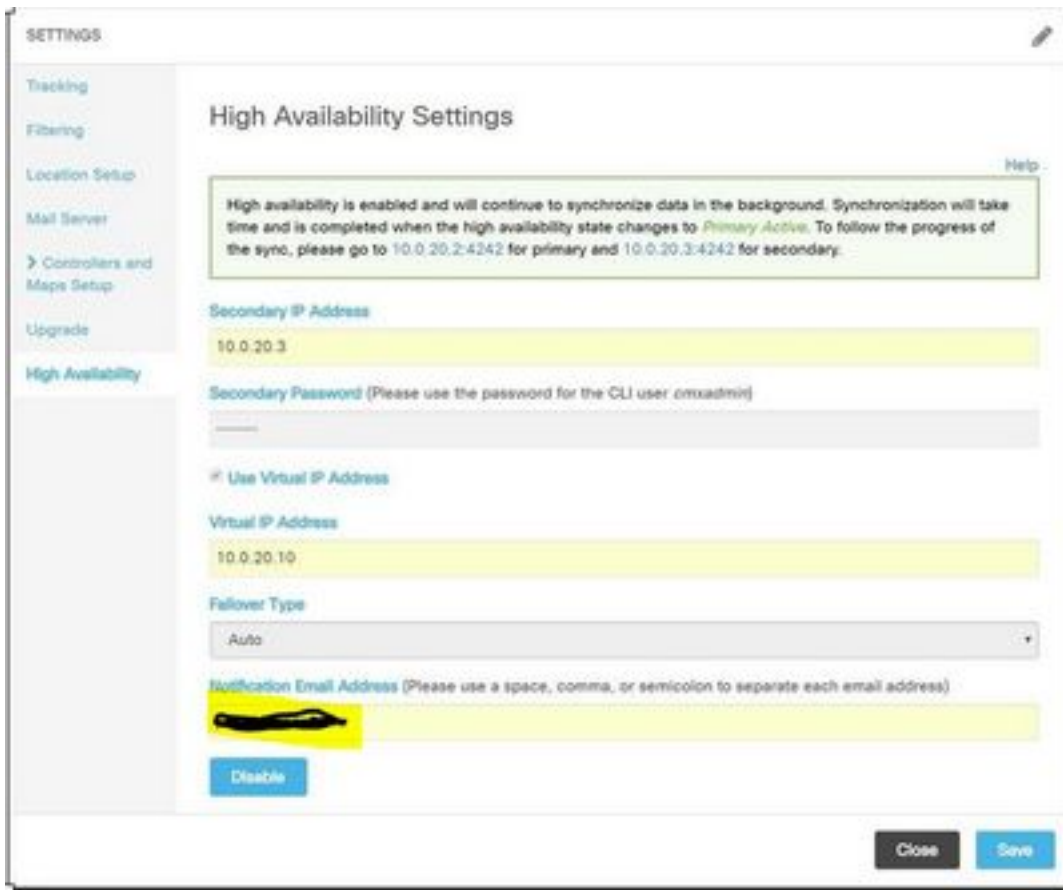 SETTINGS
Tracking
Filtering
Location Setup
Mail Server
Controllers and
Maps Setup
Upgrade
High Availability
High Availability Settings
Help
High availability is enabled and will continue to synchronize data in the background. Synchronization will take
time and is completed when the high availability state changes to Primary Active. To follow the progress of
the sync, please go to 10.0.20.2:4242 for primary and 10.0.20.3:4242 for secondary.
Secondary IP Address
10.0.20.3
Secondary Password (Please use the password for the CLI user cmxadmin)
Use Virtual IP Address
Virtual IP Address
10.0.20.10
Failover Type
Auto
Notification Email Address (Please use a space, comma, or semicolon to separate each email address)
Disable
Close
Save